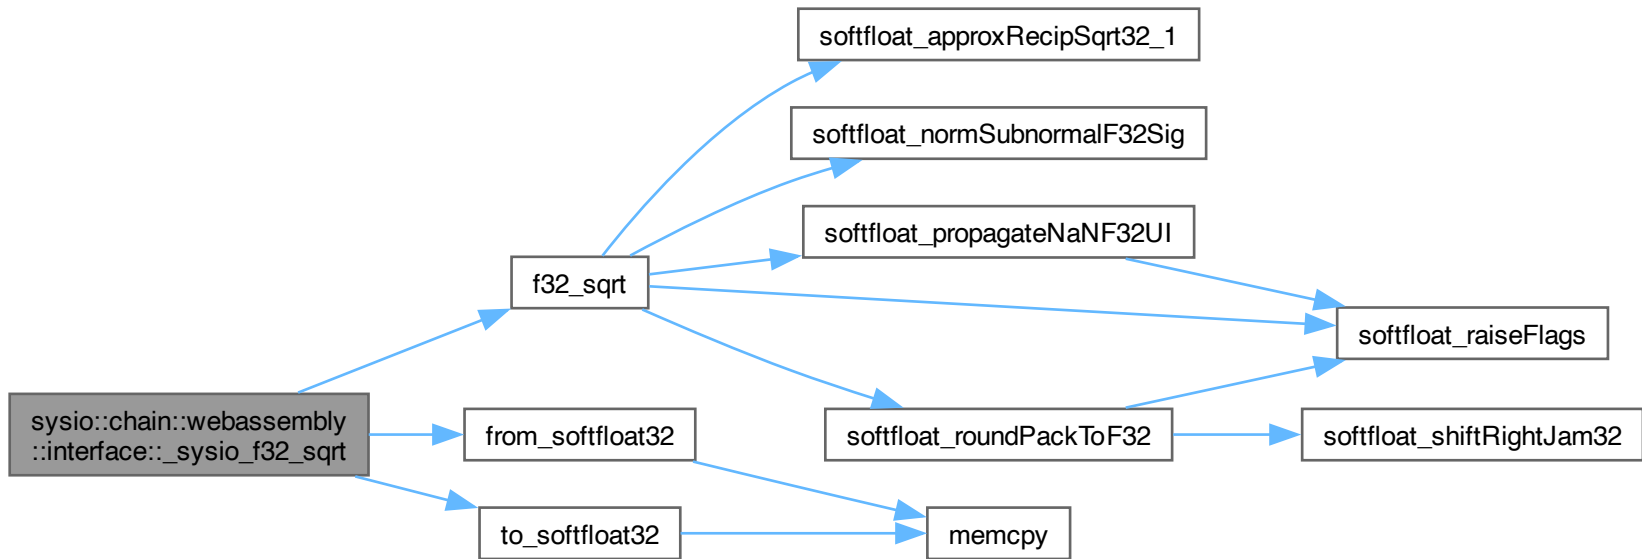 softfloat_approxRecipSqrt32_1
softfloat_normSubnormalF32Sig
softfloat_propagateNaNF32UI
f32_sqrt
softfloat_raiseFlags
sysio::chain::webassembly
::interface::_sysio_f32_sqrt
from_softfloat32
softfloat_roundPackToF32
softfloat_shiftRightJam32
to_softfloat32
memcpy